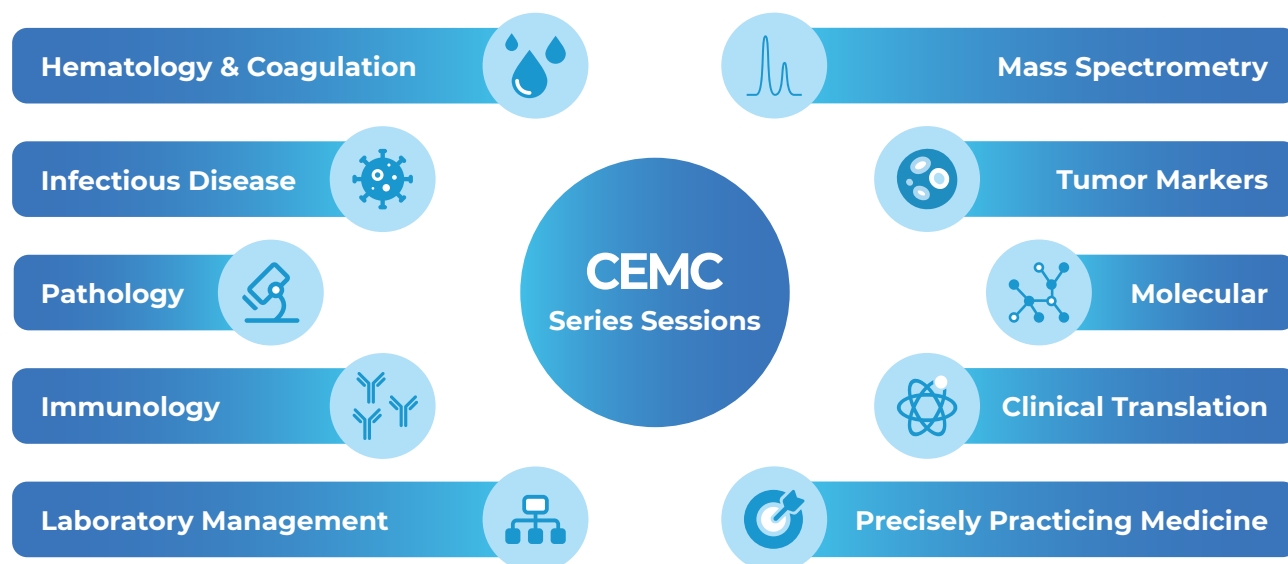 Hematology & Coagulation
Infectious Disease
Pathology
Immunology
Laboratory Management
CEMC
Series Sessions
Mass Spectrometry
Tumor Markers
Molecular
Clinical Translation
Precisely Practicing Medicine